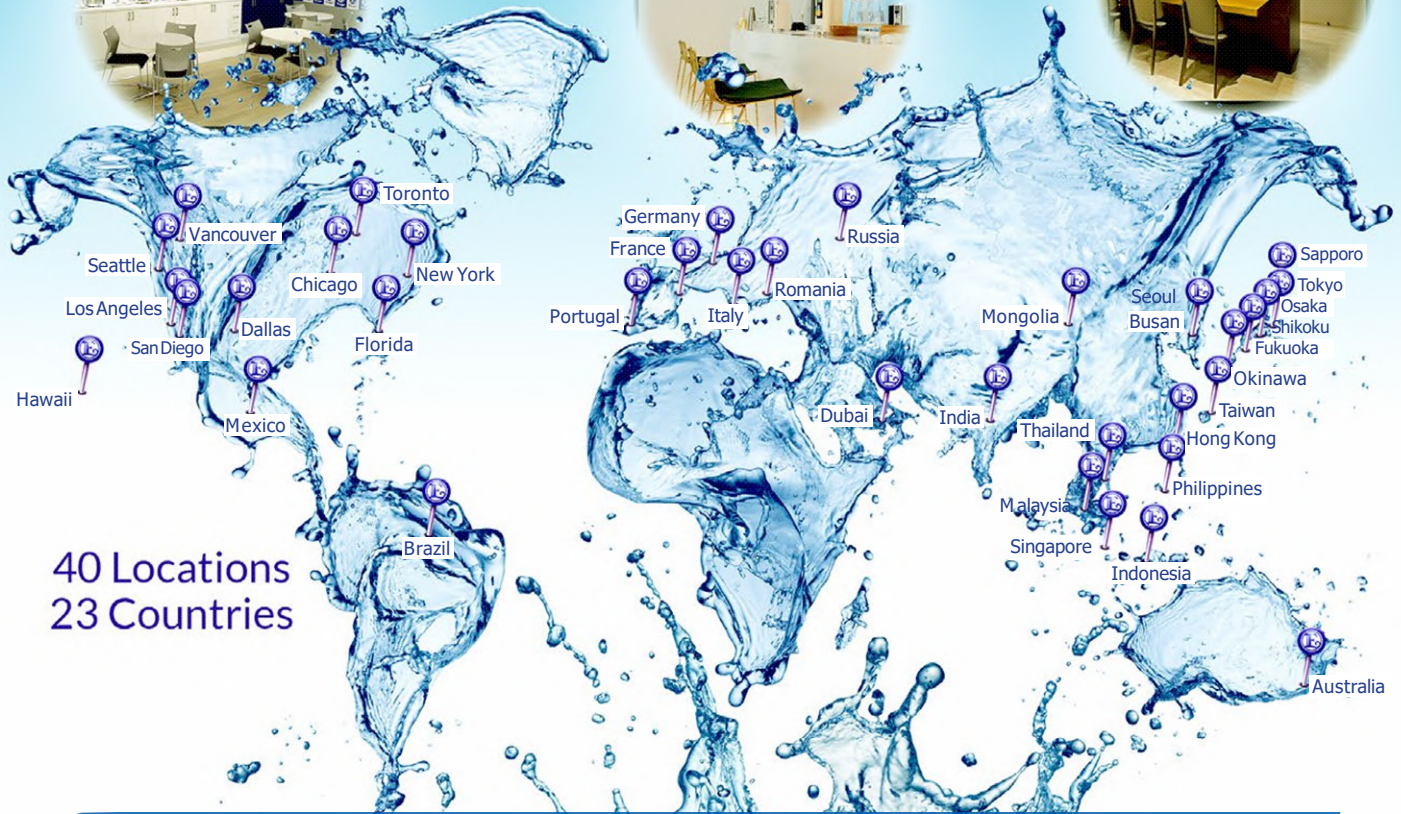 Toronto
Vancouver
Seattle
Chicago
New York
Los Angeles
Dallas
San Diego
Florida
Hawaii
Mexico
Brazil
40 Locations
23 Countries
Germany
France
Russia
Romania
Portugal
Italy
Mongolia
Dubai
India
Sapporo
Tokyo
Seoul
Osaka
Busan
Shikoku
Fukuoka
Okinawa
Taiwan
Thailand
Hong Kong
Philippines
Malaysia
Singapore
Indonesia
Australia